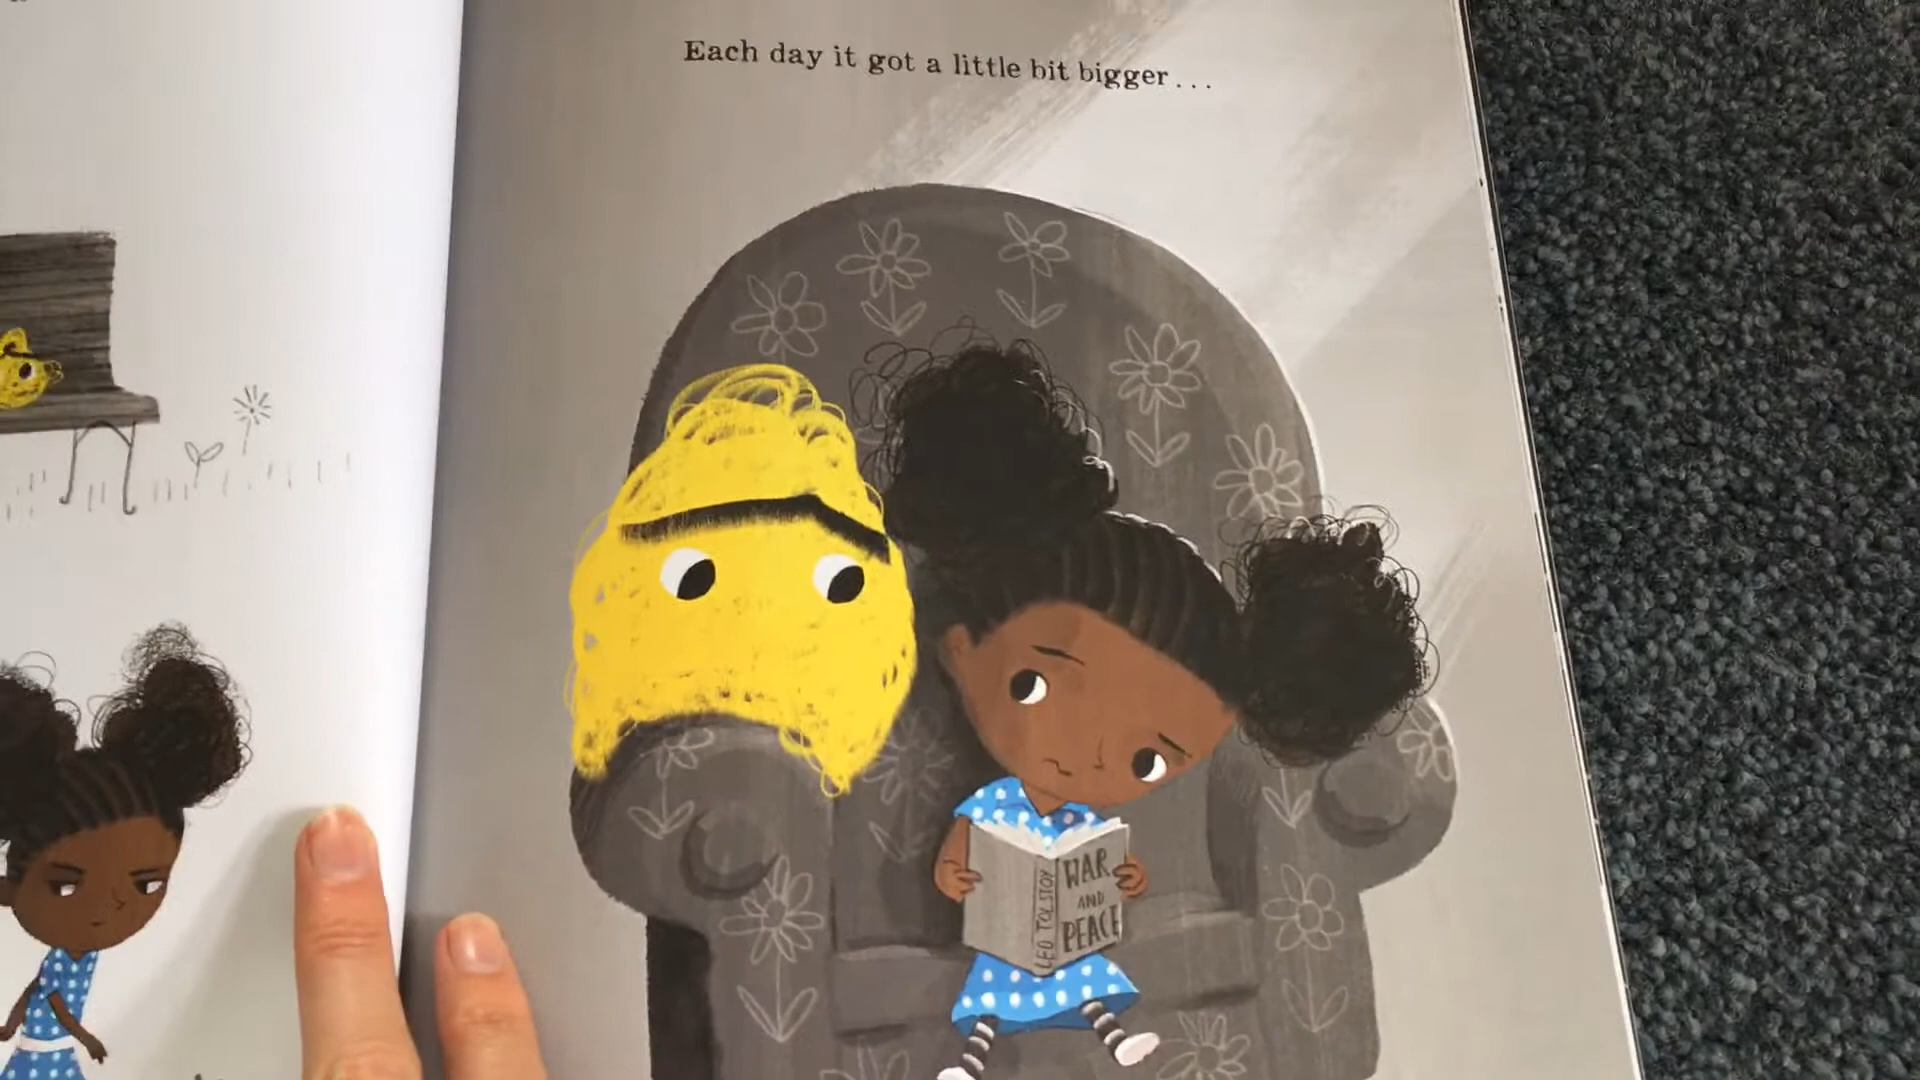 Each day it got a little bit bigger...
LEO TOLSTOY
WAR
AND
PEACE